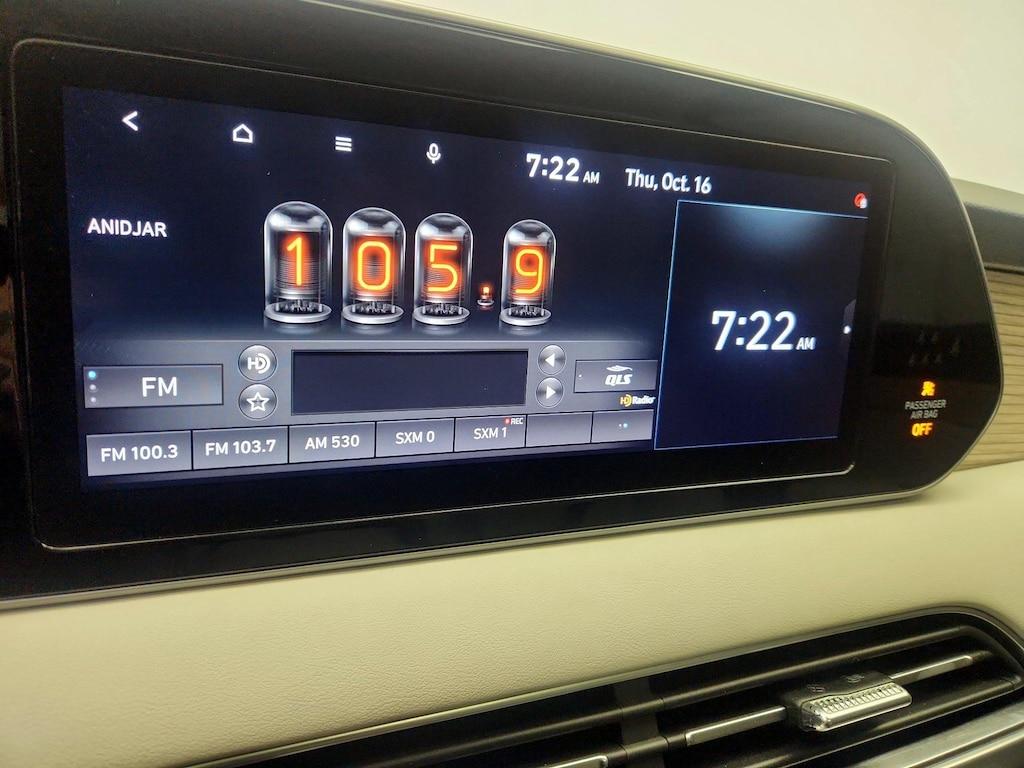 7:22 AM
Thu, Oct. 16
ANIDJAR
105.9
7:22 AM
HD
FM
QLS
HD Radio
PASSENGER
AIR BAG
OFF
REC
FM 100.3
FM 103.7
AM 530
SXM 0
SXM 1